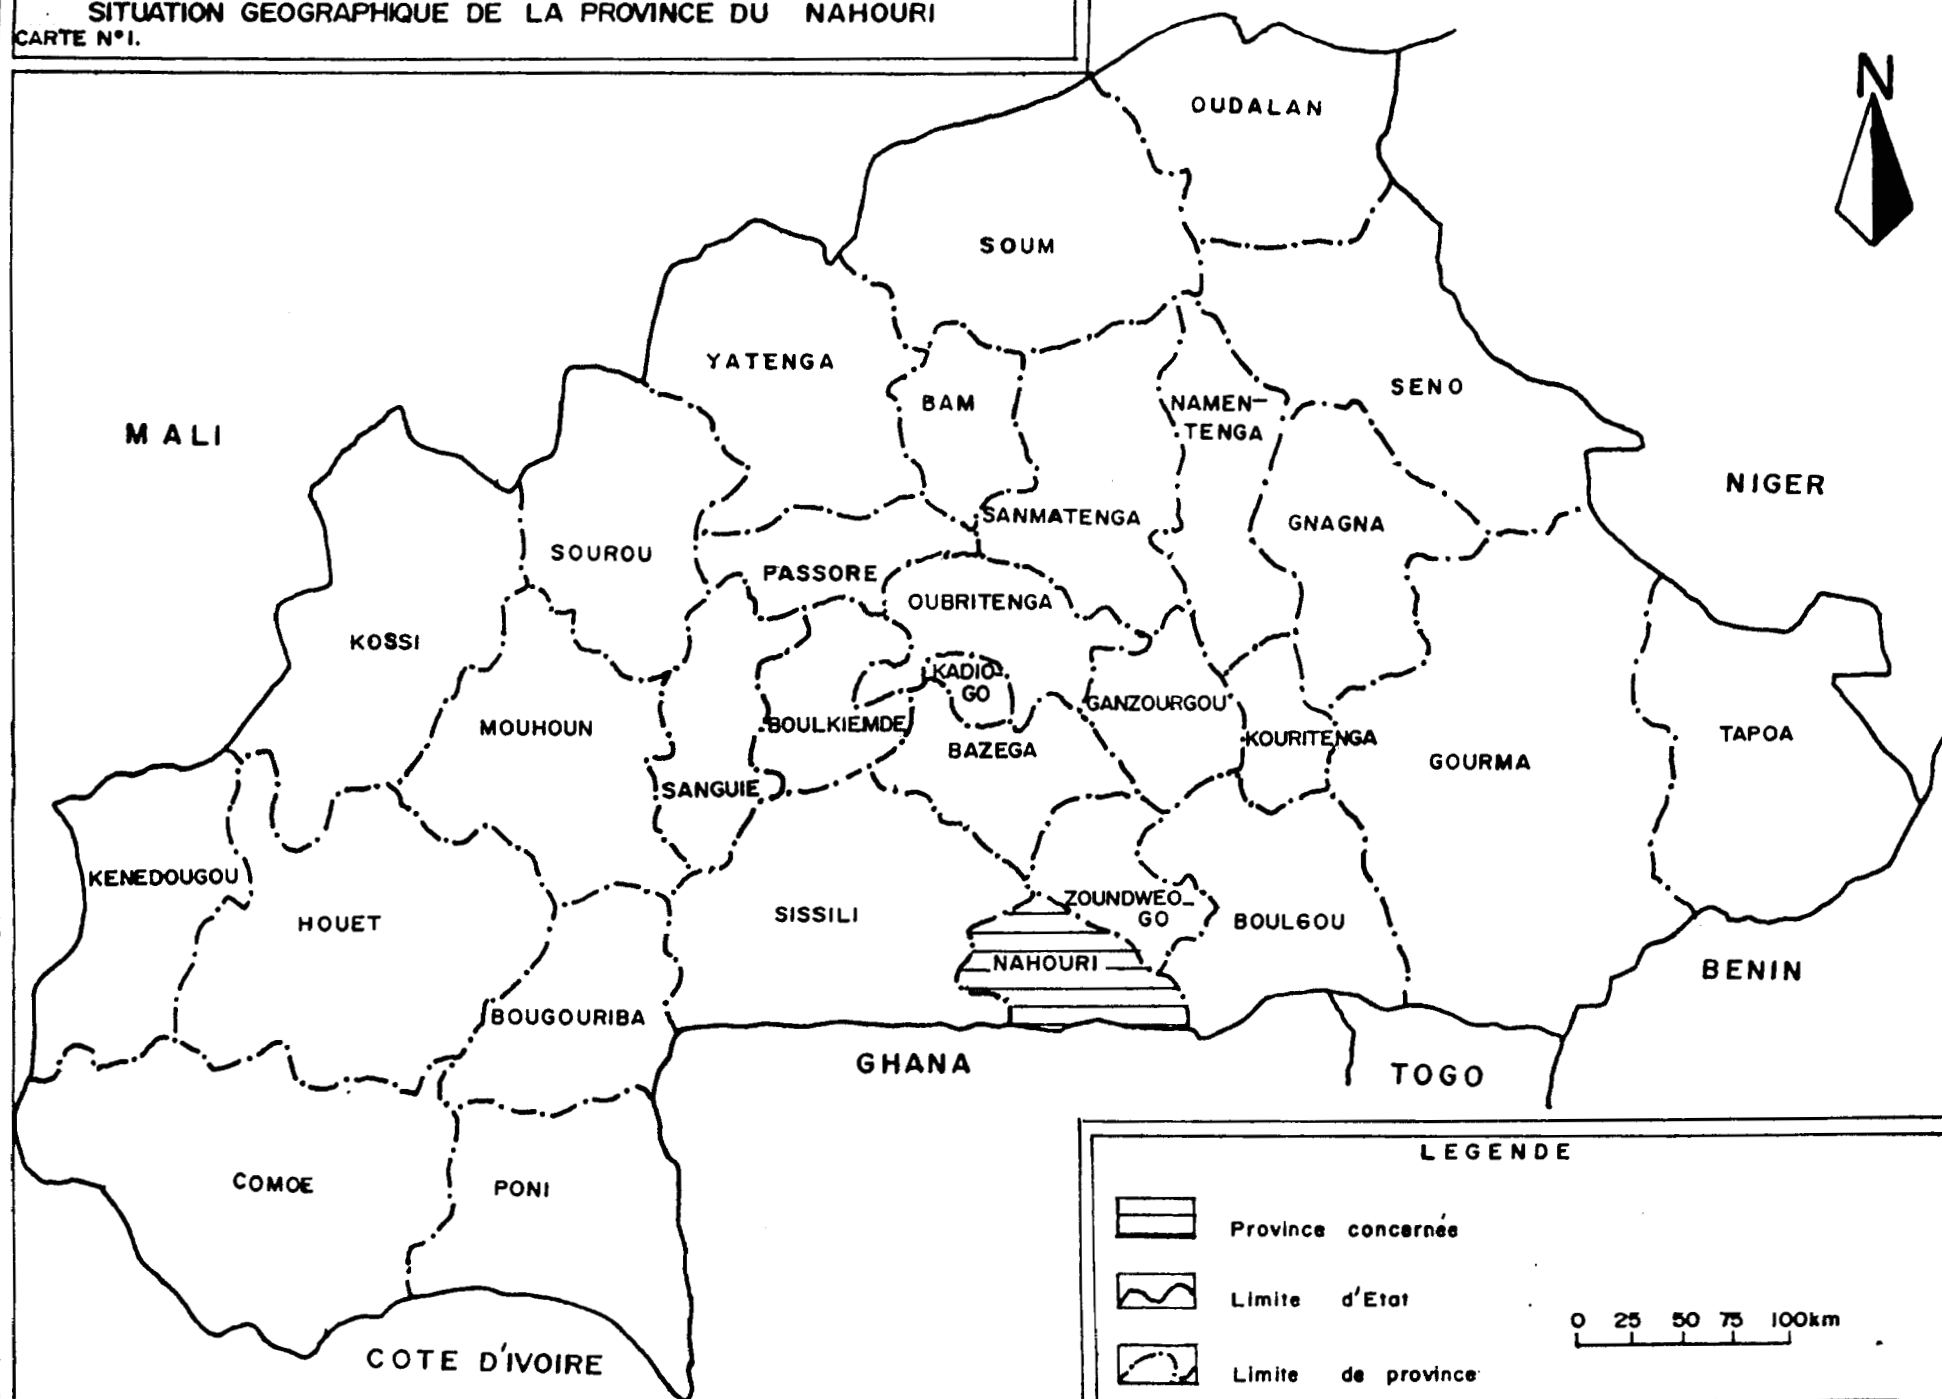 SITUATION GEOGRAPHIQUE DE LA PROVINCE DU NAHOURI
CARTE N°1.
N
OUDALAN
SOUM
YATENGA
BAM
SENO
NAMEN-
TENGA
MALI
NIGER
SANMATENGA
GNAGNA
SOUROU
PASSORE
OUBRITENGA
KOSSI
KADIO-
GO
GANZOURGOU
MOUHOUN
BOULKIEMDE
BAZEGA
KOURITENGA
GOURMA
TAPOA
SANGUIE
KENEDOUGOU
HOUET
SISSILI
ZOUNDWEO-
GO
BOULGOU
NAHOURI
BENIN
BOUGOURIBA
GHANA
TOGO
COMOE
PONI
COTE D'IVOIRE
LEGENDE
Province concernée
Limite d'Etat
Limite de province
0 25 50 75 100km